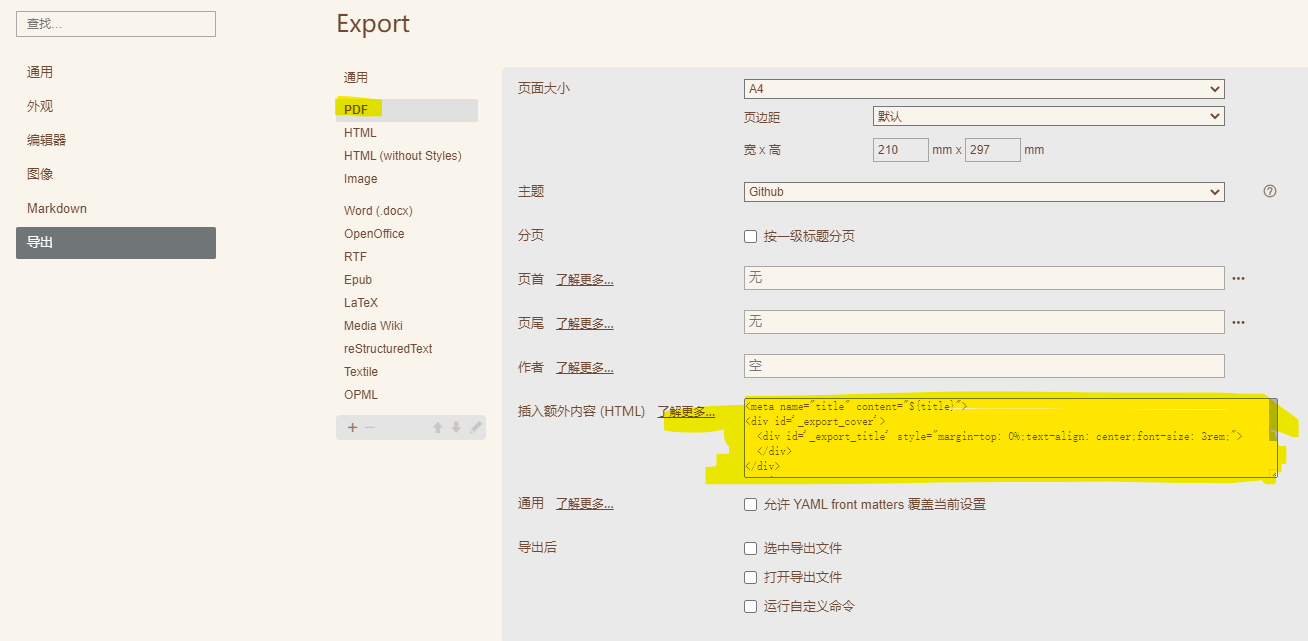 查找...
通用
外观
编辑器
图像
Markdown
导出
Export
通用
PDF
HTML
HTML (without Styles)
Image
Word (.docx)
OpenOffice
RTF
Epub
LaTeX
Media Wiki
reStructuredText
Textile
OPML
页面大小
A4
页边距
默认
宽 x 高
210 mm x 297 mm
主题
Github
分页
按一级标题分页
页首 了解更多...
无
页尾 了解更多...
无
作者 了解更多...
空
插入额外内容 (HTML) 了解更多...
<meta name="title" content="${title}">
<div id='_export_cover'>
<div id='_export_title' style="margin-top: 0%;text-align: center;font-size: 3rem;">
</div>
</div>
通用 了解更多...
允许 YAML front matters 覆盖当前设置
导出后
选中导出文件
打开导出文件
运行自定义命令